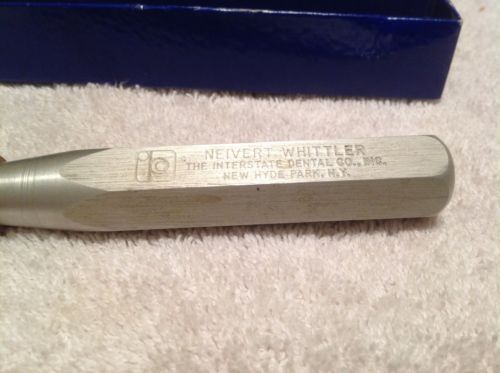 NEIVERT WHITTLER
THE INTERSTATE DENTAL CO., INC.
NEW HYDE PARK, N.Y.